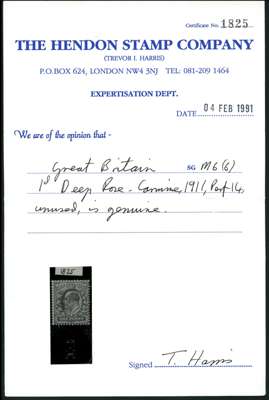 Certificate No. 1825
THE HENDON STAMP COMPANY
(TREVOR J. HARRIS)
P.O.BOX 624, LONDON NW4 3NJ TEL: 081-209 1464
EXPERTISATION DEPT.
DATE 04 FEB 1991
We are of the opinion that -
Great Britain SG M6(6)
1d Deep Rose-Carmine, 1911, Perf 14,
unused, is genuine.
1825
Signed T. Harris